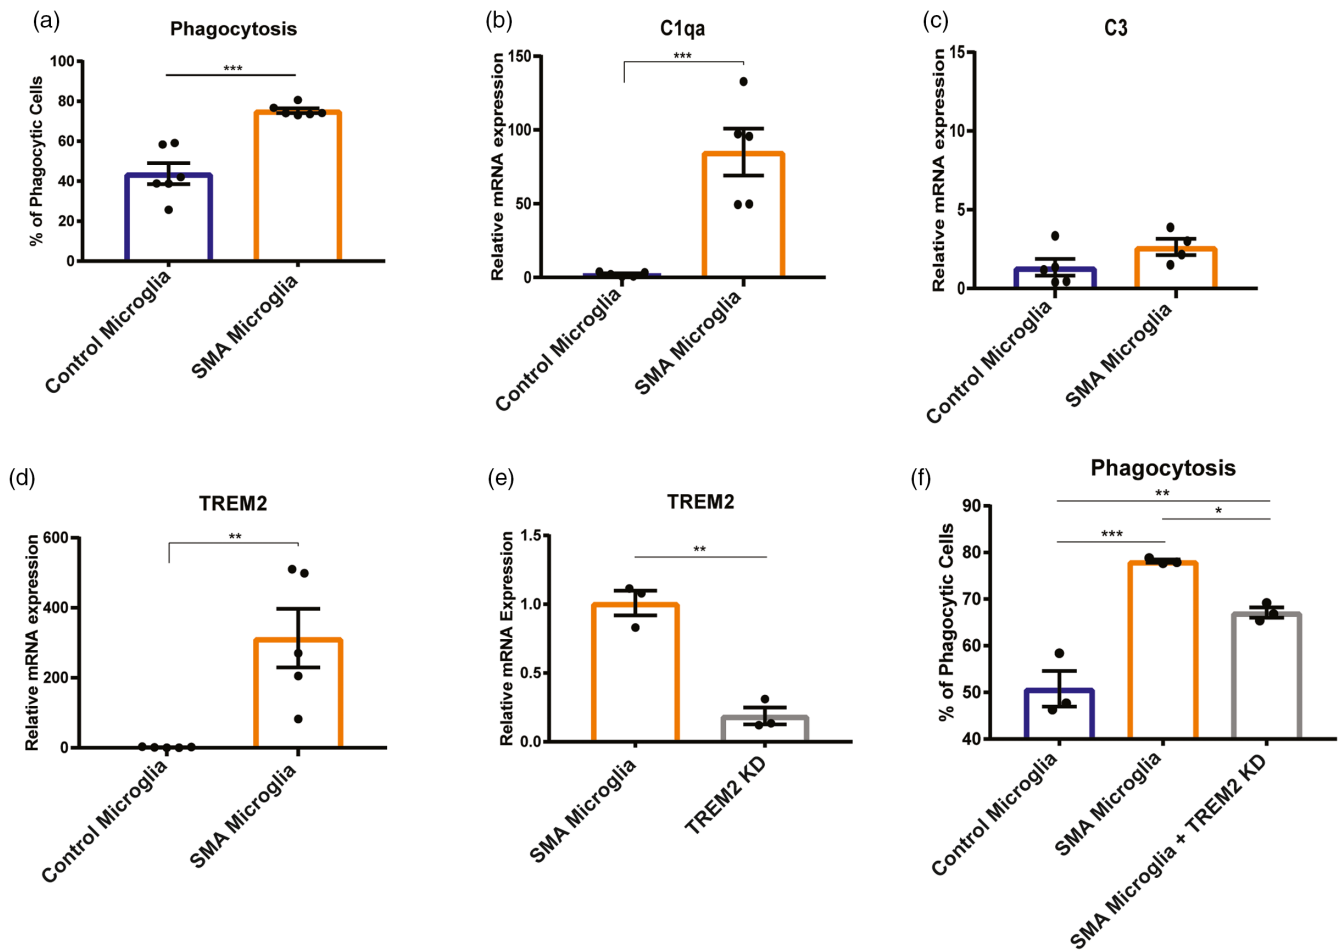 (a)
Phagocytosis
% of Phagocytic Cells
100
80
60
40
20
0
***
Control Microglia
SMA Microglia
(b)
C1qa
Relative mRNA expression
150
100
50
0
***
Control Microglia
SMA Microglia
(c)
C3
Relative mRNA expression
15
10
5
0
Control Microglia
SMA Microglia
(d)
TREM2
Relative mRNA expression
600
400
200
0
**
Control Microglia
SMA Microglia
(e)
TREM2
Relative mRNA Expression
1.5
1.0
0.5
0.0
**
SMA Microglia
TREM2 KD
(f)
Phagocytosis
% of Phagocytic Cells
90
80
70
60
50
40
**
*
***
Control Microglia
SMA Microglia
SMA Microglia + TREM2 KD